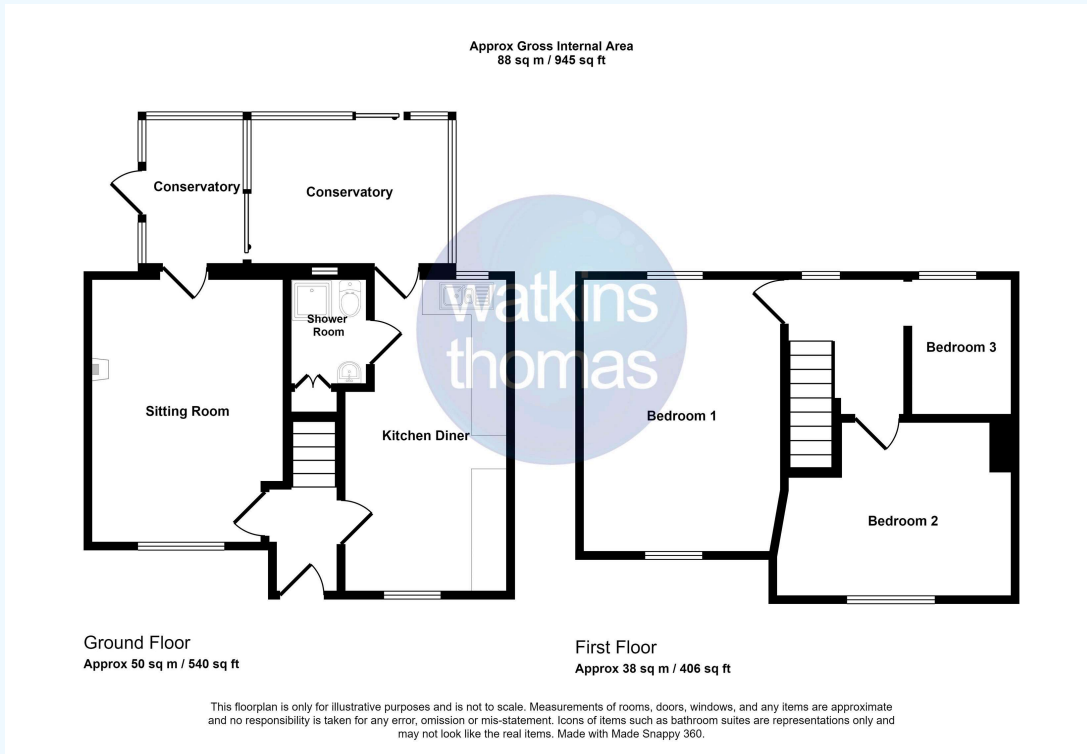 Approx Gross Internal Area
88 sq m / 945 sq ft
Conservatory
Conservatory
Shower
Room
Sitting Room
Kitchen Diner
watkins
thomas
Bedroom 1
Bedroom 3
Bedroom 2
Ground Floor
Approx 50 sq m / 540 sq ft
First Floor
Approx 38 sq m / 406 sq ft
This floorplan is only for illustrative purposes and is not to scale. Measurements of rooms, doors, windows, and any items are approximate
and no responsibility is taken for any error, omission or mis-statement. Icons of items such as bathroom suites are representations only and
may not look like the real items. Made with Made Snappy 360.